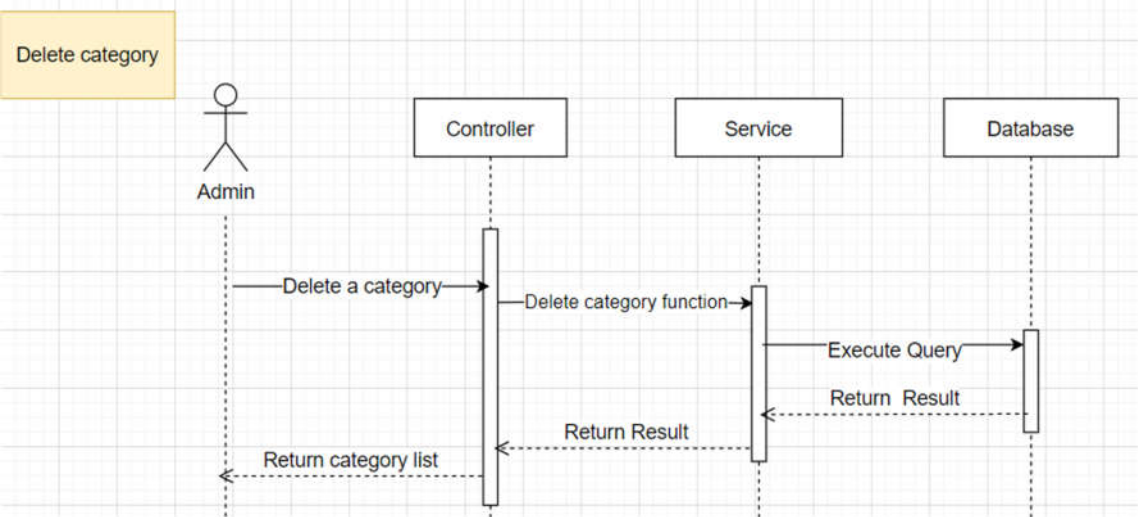 Delete category
Admin
Controller
Service
Database
Delete a category
Delete category function
Execute Query
Return Result
Return Result
Return category list